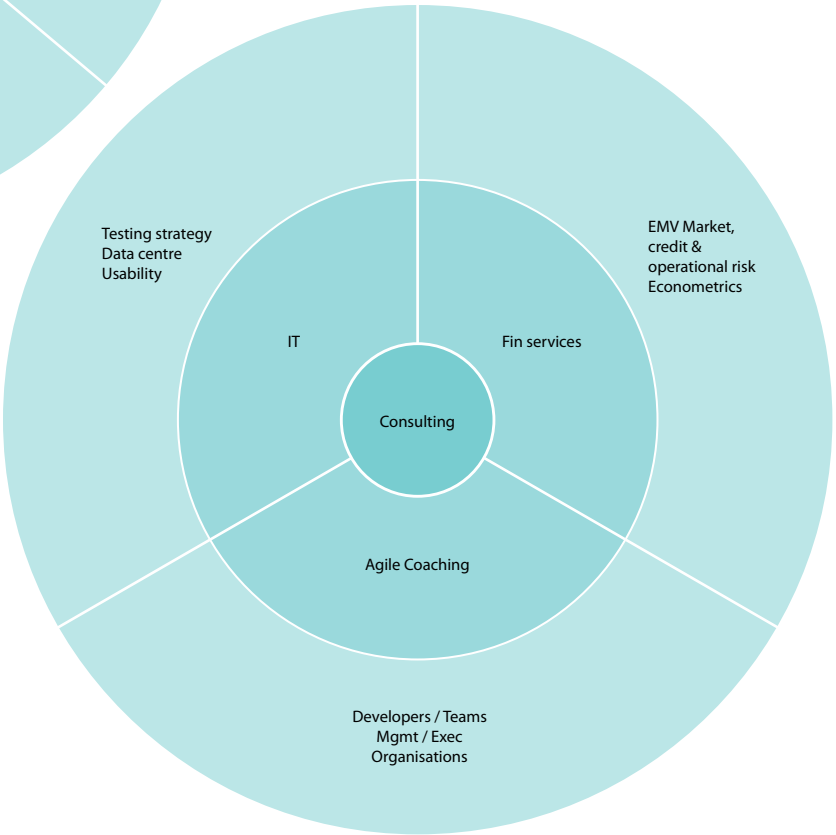 Testing strategy
Data centre
Usability
EMV Market,
credit &
operational risk
Econometrics
IT
Fin services
Consulting
Agile Coaching
Developers / Teams
Mgmt / Exec
Organisations